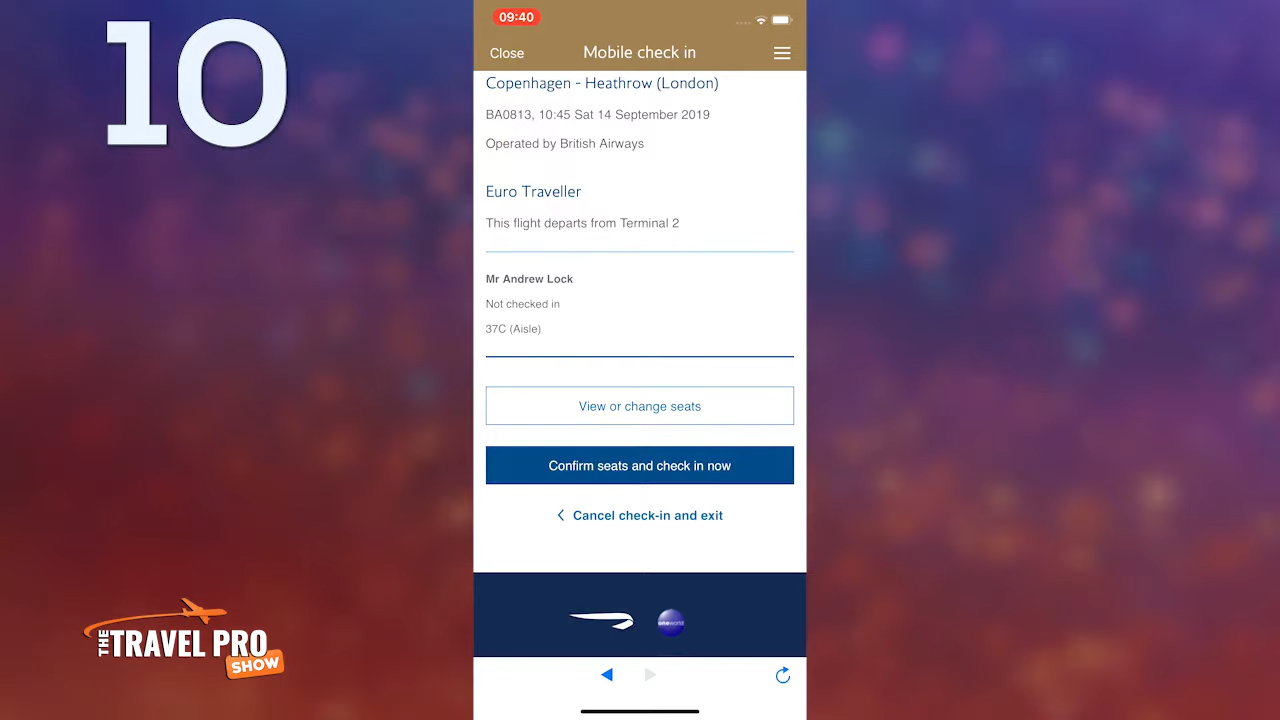 10
09:40
Close
Mobile check in
Copenhagen - Heathrow (London)
BA0813, 10:45 Sat 14 September 2019
Operated by British Airways
Euro Traveller
This flight departs from Terminal 2
Mr Andrew Lock
Not checked in
37C (Aisle)
View or change seats
Confirm seats and check in now
Cancel check-in and exit
oneworld
THE TRAVEL PRO
SHOW